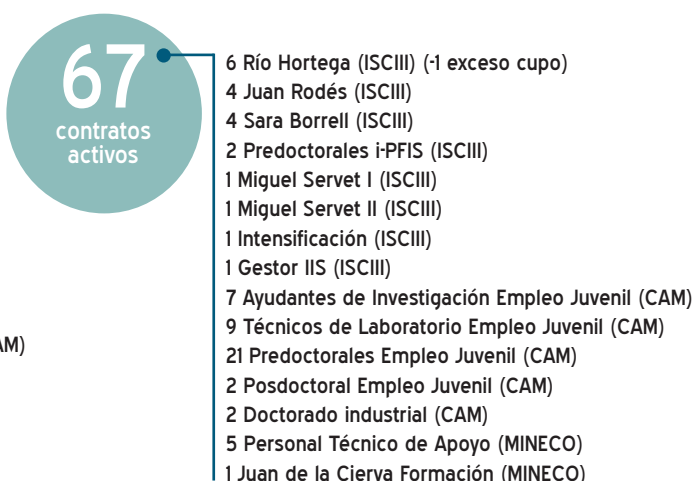 67
contratos
activos
6 Río Hortega (ISCIII) (-1 exceso cupo)
4 Juan Rodés (ISCIII)
4 Sara Borrell (ISCIII)
2 Predoctorales i-PFIS (ISCIII)
1 Miguel Servet I (ISCIII)
1 Miguel Servet II (ISCIII)
1 Intensificación (ISCIII)
1 Gestor IIS (ISCIII)
7 Ayudantes de Investigación Empleo Juvenil (CAM)
9 Técnicos de Laboratorio Empleo Juvenil (CAM)
AM)
21 Predoctorales Empleo Juvenil (CAM)
2 Posdoctoral Empleo Juvenil (CAM)
2 Doctorado industrial (CAM)
5 Personal Técnico de Apoyo (MINECO)
1 Juan de la Cierva Formación (MINECO)